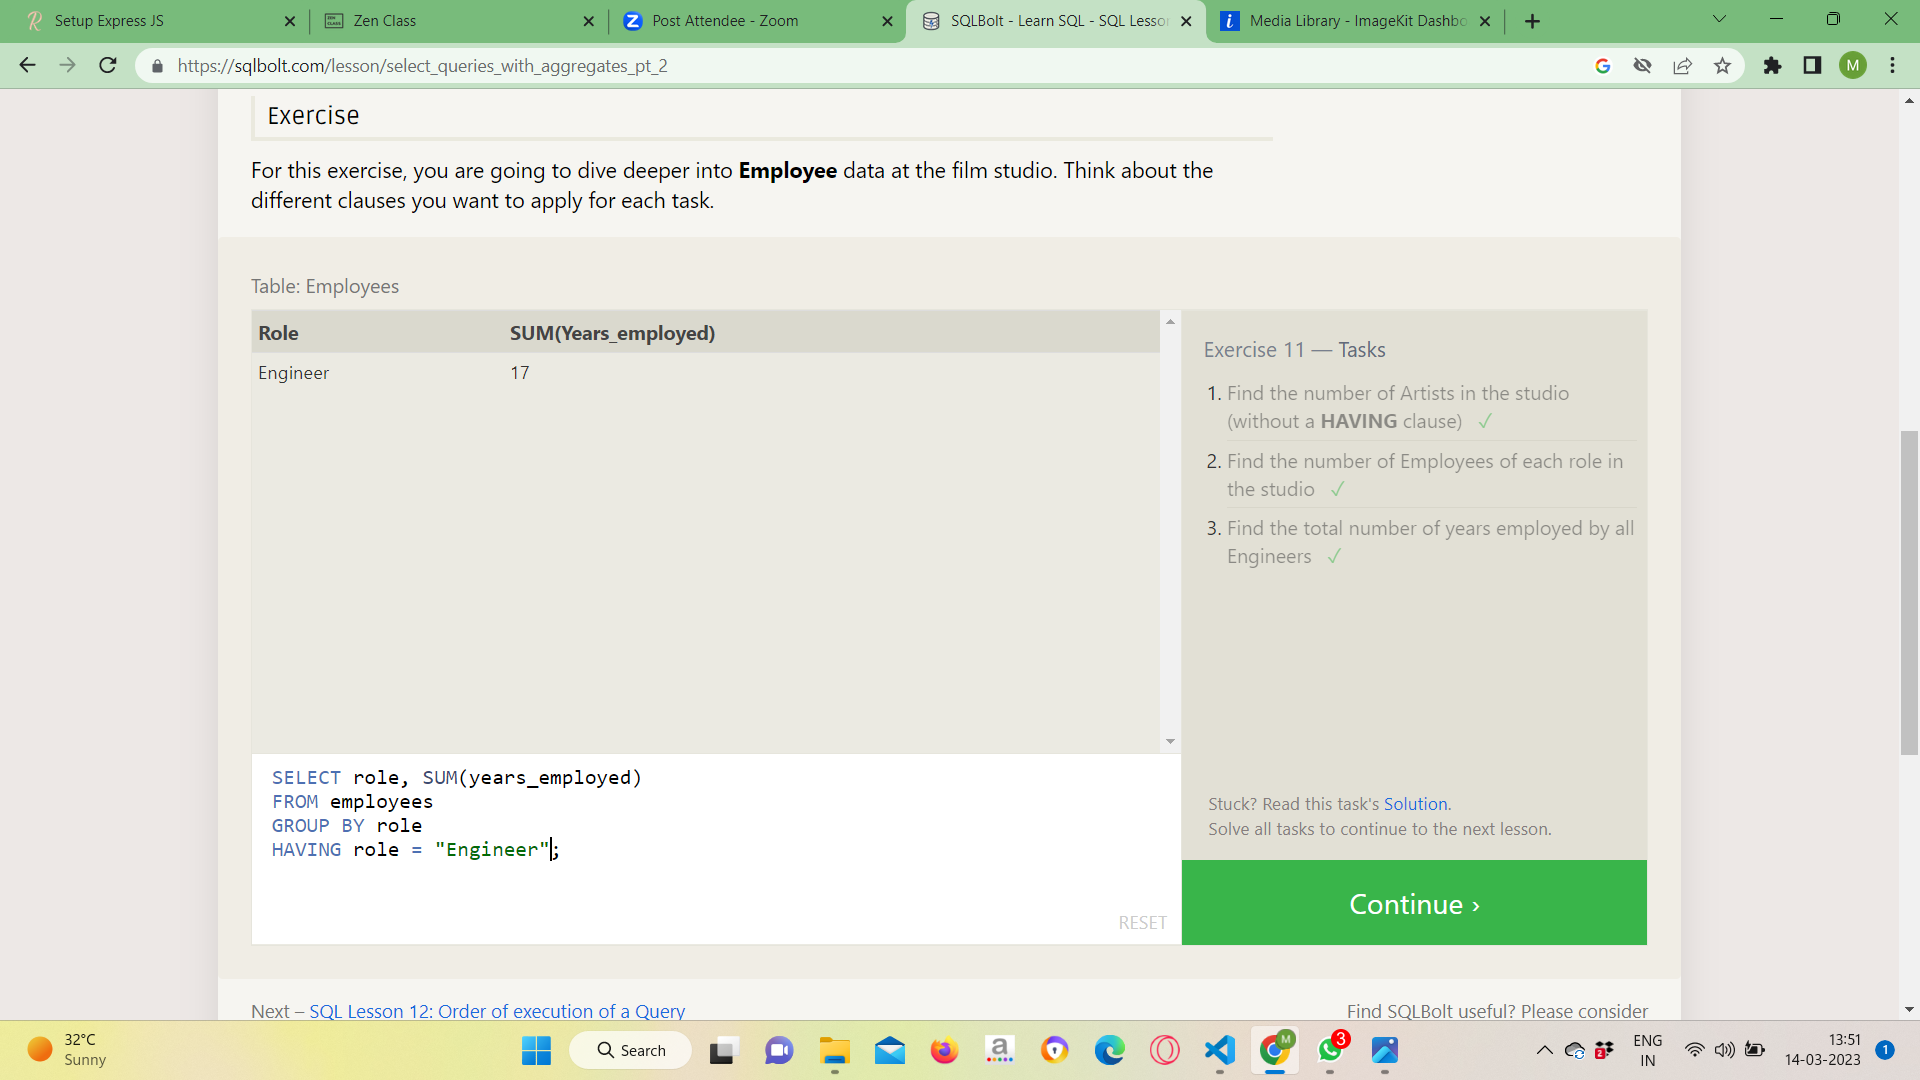 Setup Express JS
Zen Class
Post Attendee - Zoom
SQLBolt - Learn SQL - SQL Lesson
Media Library - ImageKit Dashbo
https://sqlbolt.com/lesson/select_queries_with_aggregates_pt_2
M
Exercise
For this exercise, you are going to dive deeper into Employee data at the film studio. Think about the
different clauses you want to apply for each task.
Table: Employees
Role SUM(Years_employed)
Engineer 17
Exercise 11 — Tasks
1. Find the number of Artists in the studio
(without a HAVING clause) ✓
2. Find the number of Employees of each role in
the studio ✓
3. Find the total number of years employed by all
Engineers ✓
SELECT role, SUM(years_employed)
FROM employees
GROUP BY role
HAVING role = "Engineer";
RESET
Stuck? Read this task's Solution.
Solve all tasks to continue to the next lesson.
Continue ›
Next – SQL Lesson 12: Order of execution of a Query
Find SQLBolt useful? Please consider
32°C
Sunny
Search
M
3
2
ENG
IN
13:51
14-03-2023
1